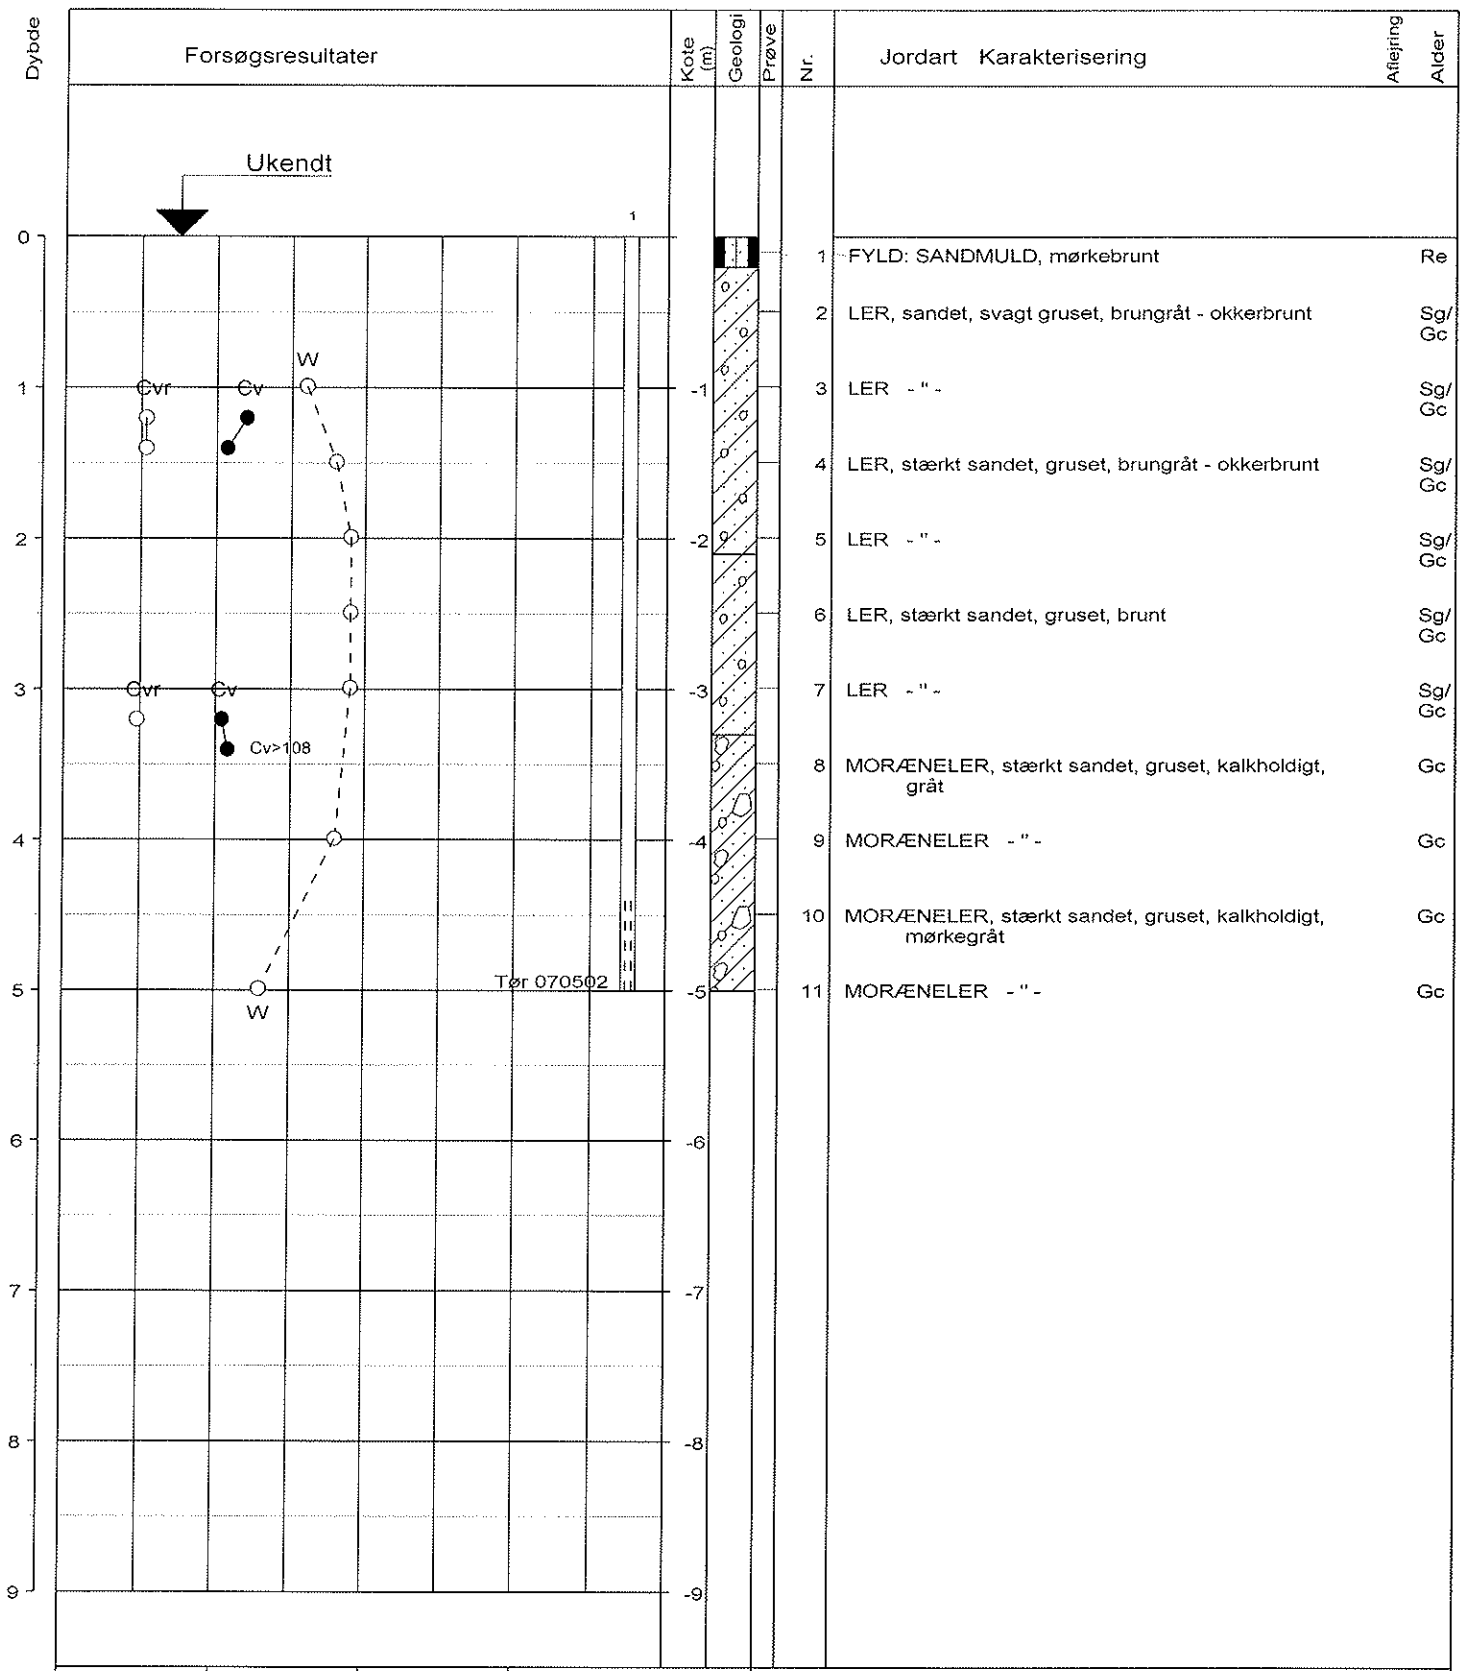 Dybde
Forsøgsresultater
Kote (m)
Geologi
Prøve
Nr.
Jordart Karakterisering
Aflejring
Alder
Ukendt
1
0
1 FYLD: SANDMULD, mørkebrunt Re
2 LER, sandet, svagt gruset, brungråt - okkerbrunt Sg/
Gc
W
1 Cvr Cv -1 3 LER - " - Sg/
Gc
4 LER, stærkt sandet, gruset, brungråt - okkerbrunt Sg/
Gc
2 -2 5 LER - " - Sg/
Gc
6 LER, stærkt sandet, gruset, brunt Sg/
Gc
3 Cvr Cv -3 7 LER - " - Sg/
Gc
Cv>108
8 MORÆNELER, stærkt sandet, gruset, kalkholdigt, Gc
gråt
4 -4 9 MORÆNELER - " - Gc
10 MORÆNELER, stærkt sandet, gruset, kalkholdigt, Gc
mørkegråt
Tør 070502
5 -5 11 MORÆNELER - " - Gc
W
6 -6
7 -7
8 -8
9 -9